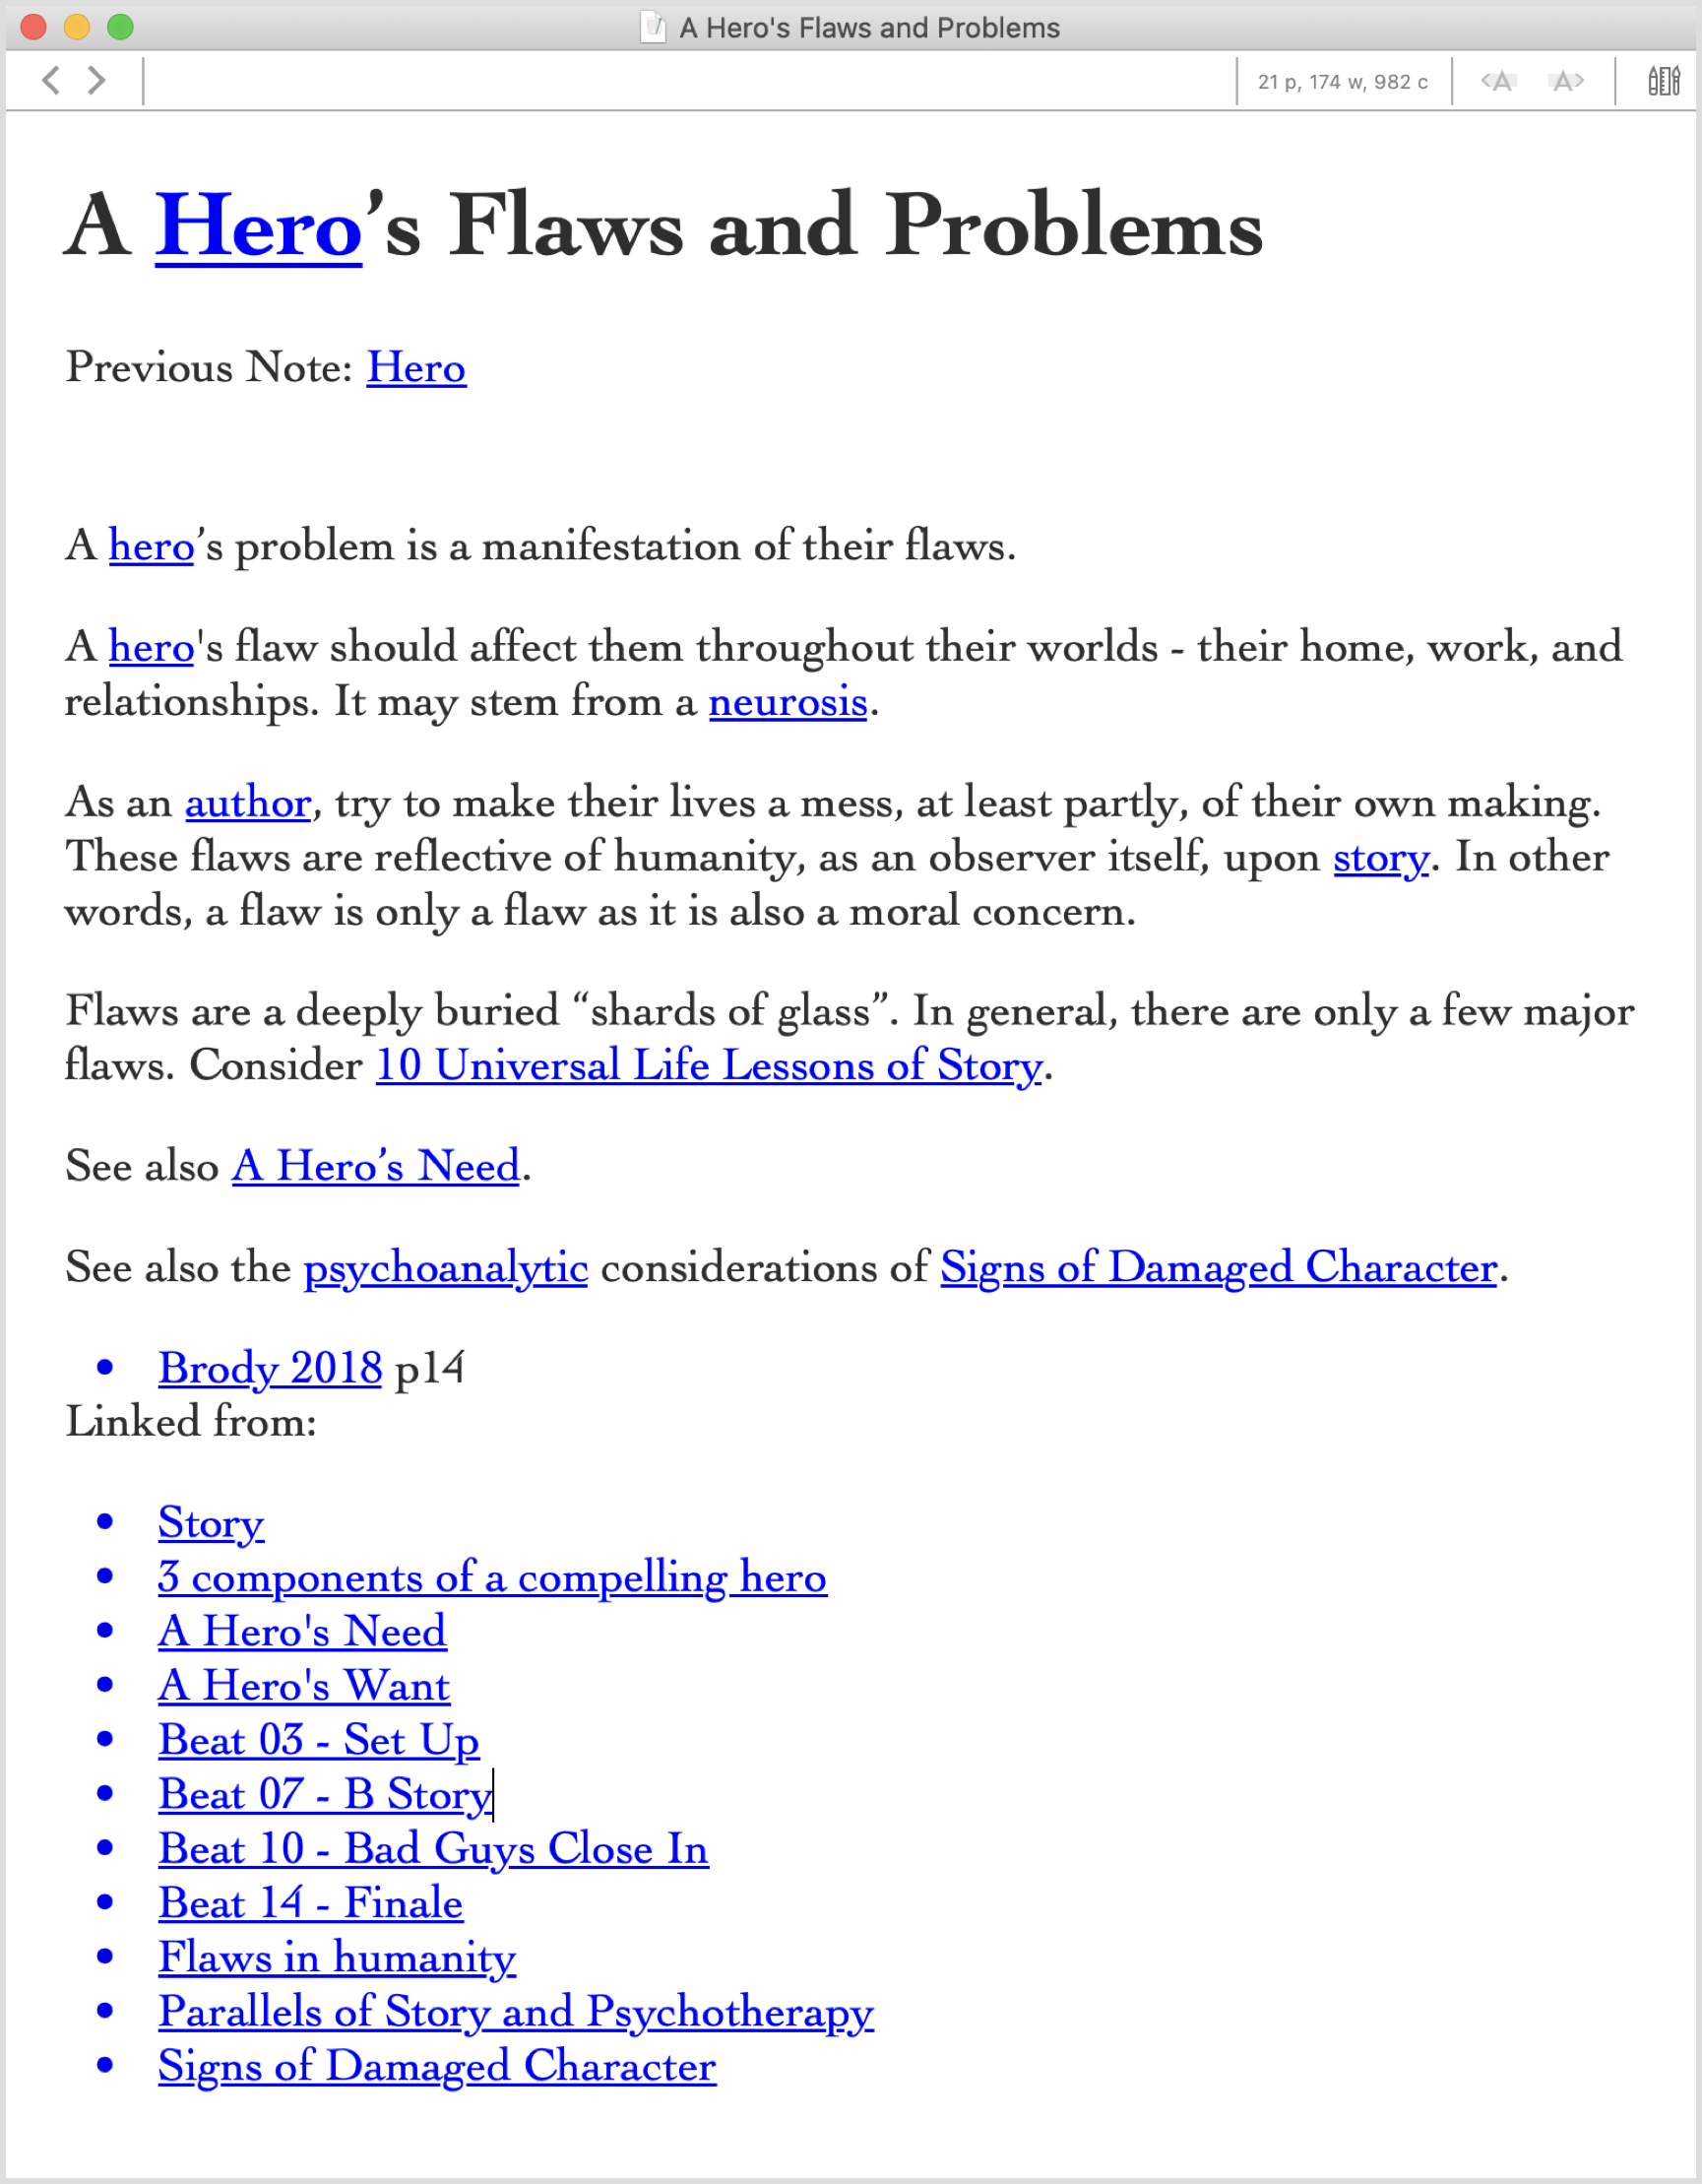 A Hero's Flaws and Problems
21 p, 174 w, 982 c
<A A>
A Hero’s Flaws and Problems
Previous Note: Hero
A hero’s problem is a manifestation of their flaws.
A hero's flaw should affect them throughout their worlds - their home, work, and
relationships. It may stem from a neurosis.
As an author, try to make their lives a mess, at least partly, of their own making.
These flaws are reflective of humanity, as an observer itself, upon story. In other
words, a flaw is only a flaw as it is also a moral concern.
Flaws are a deeply buried “shards of glass”. In general, there are only a few major
flaws. Consider 10 Universal Life Lessons of Story.
See also A Hero’s Need.
See also the psychoanalytic considerations of Signs of Damaged Character.
• Brody 2018 p14
Linked from:
• Story
• 3 components of a compelling hero
• A Hero's Need
• A Hero's Want
• Beat 03 - Set Up
• Beat 07 - B Story
• Beat 10 - Bad Guys Close In
• Beat 14 - Finale
• Flaws in humanity
• Parallels of Story and Psychotherapy
• Signs of Damaged Character